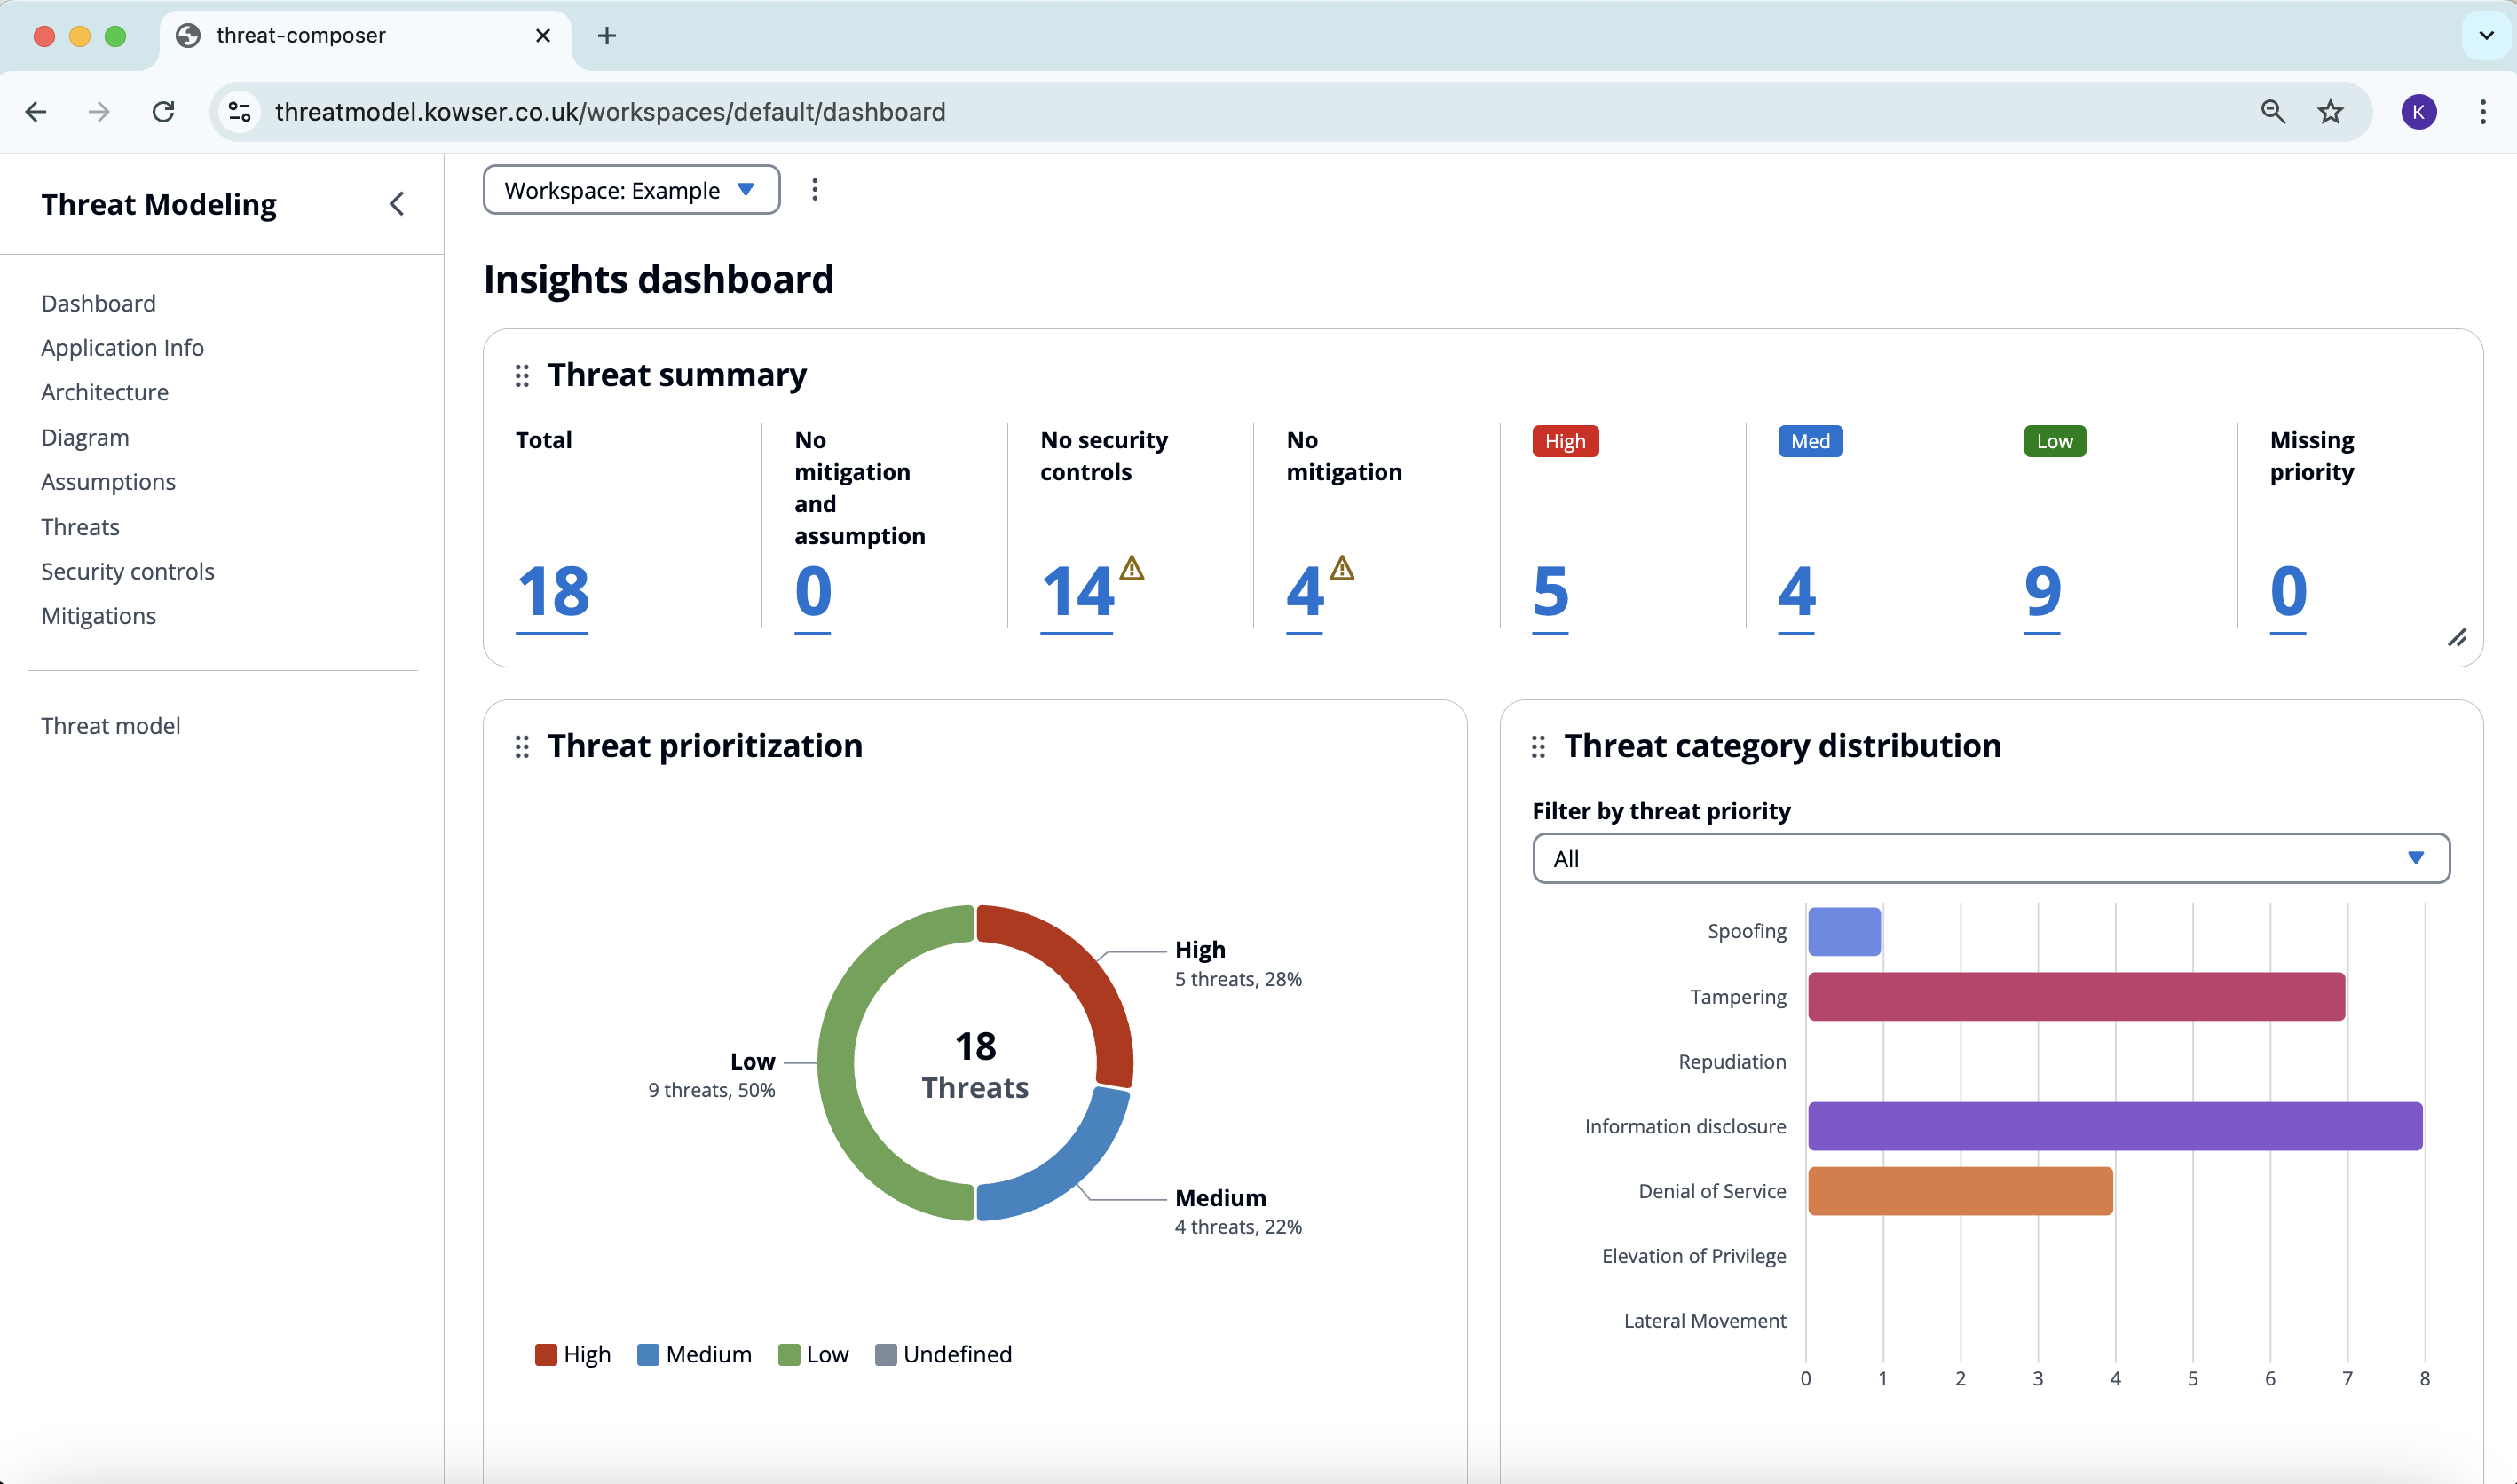 threat-composer
threatmodel.kowser.co.uk/workspaces/default/dashboard
K
Threat Modeling
Dashboard
Application Info
Architecture
Diagram
Assumptions
Threats
Security controls
Mitigations
Threat model
Workspace: Example
Insights dashboard
Threat summary
Total
18
No
mitigation
and
assumption
0
No security
controls
14
No
mitigation
4
High
5
Med
4
Low
9
Missing
priority
0
Threat prioritization
High
5 threats, 28%
Low
9 threats, 50%
18
Threats
Medium
4 threats, 22%
High Medium Low Undefined
Threat category distribution
Filter by threat priority
All
Spoofing
Tampering
Repudiation
Information disclosure
Denial of Service
Elevation of Privilege
Lateral Movement
0 1 2 3 4 5 6 7 8